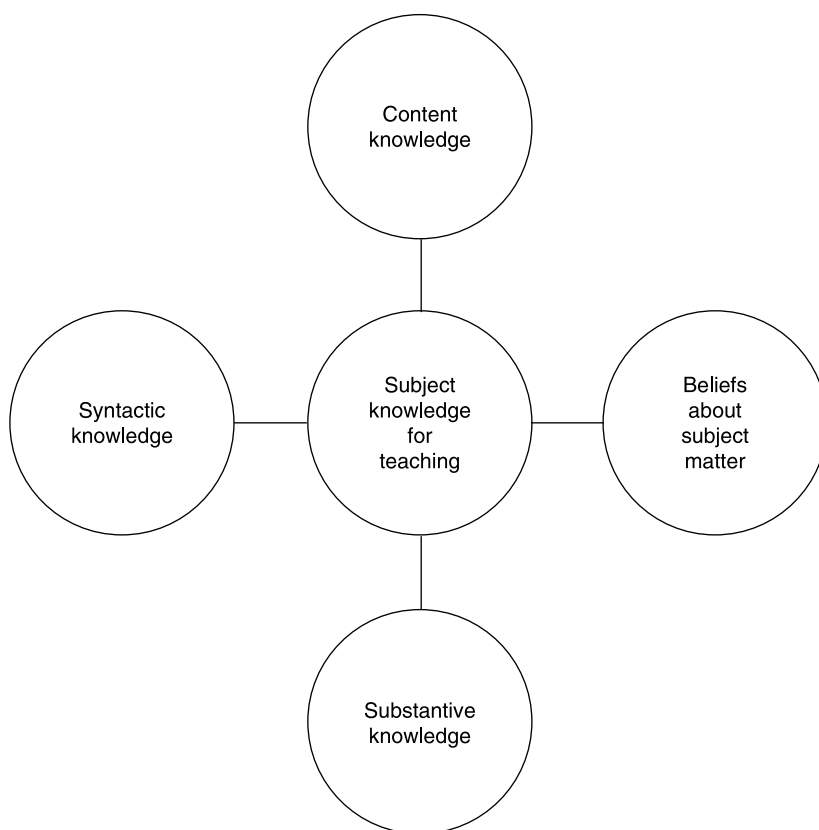 Content
knowledge
Syntactic
knowledge
Subject
knowledge
for
teaching
Beliefs
about
subject
matter
Substantive
knowledge